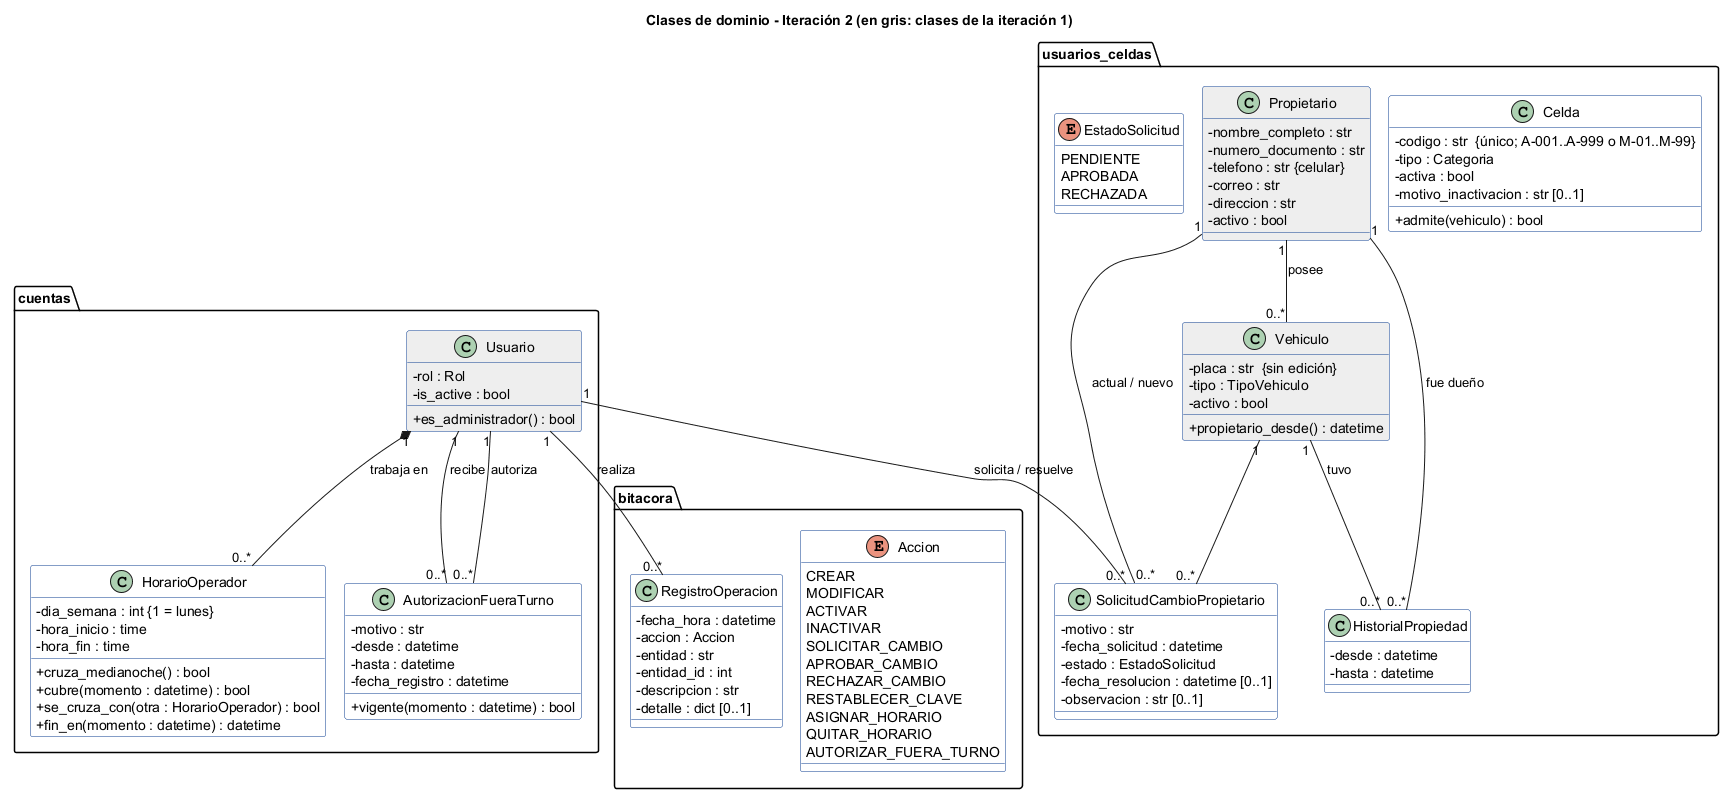 Clases de dominio - Iteración 2 (en gris: clases de la iteración 1)
usuarios_celdas
E EstadoSolicitud
PENDIENTE
APROBADA
RECHAZADA
C Propietario
-nombre_completo : str
-numero_documento : str
-telefono : str {celular}
-correo : str
-direccion : str
-activo : bool
C Celda
-codigo : str  {único; A-001..A-999 o M-01..M-99}
-tipo : Categoria
-activa : bool
-motivo_inactivacion : str [0..1]
+admite(vehiculo) : bool
1
1
1
posee
0..*
actual / nuevo
fue dueño
C Vehiculo
-placa : str  {sin edición}
-tipo : TipoVehiculo
-activo : bool
+propietario_desde() : datetime
1
1
tuvo
cuentas
C Usuario
-rol : Rol
-is_active : bool
+es_administrador() : bool
1
1
1
1
1
trabaja en
recibe
autoriza
realiza
solicita / resuelve
0..*
0..*
0..*
0..*
0..*
0..*
0..*
0..*
0..*
C HorarioOperador
-dia_semana : int {1 = lunes}
-hora_inicio : time
-hora_fin : time
+cruza_medianoche() : bool
+cubre(momento : datetime) : bool
+se_cruza_con(otra : HorarioOperador) : bool
+fin_en(momento : datetime) : datetime
C AutorizacionFueraTurno
-motivo : str
-desde : datetime
-hasta : datetime
-fecha_registro : datetime
+vigente(momento : datetime) : bool
bitacora
C RegistroOperacion
-fecha_hora : datetime
-accion : Accion
-entidad : str
-entidad_id : int
-descripcion : str
-detalle : dict [0..1]
E Accion
CREAR
MODIFICAR
ACTIVAR
INACTIVAR
SOLICITAR_CAMBIO
APROBAR_CAMBIO
RECHAZAR_CAMBIO
RESTABLECER_CLAVE
ASIGNAR_HORARIO
QUITAR_HORARIO
AUTORIZAR_FUERA_TURNO
C SolicitudCambioPropietario
-motivo : str
-fecha_solicitud : datetime
-estado : EstadoSolicitud
-fecha_resolucion : datetime [0..1]
-observacion : str [0..1]
C HistorialPropiedad
-desde : datetime
-hasta : datetime